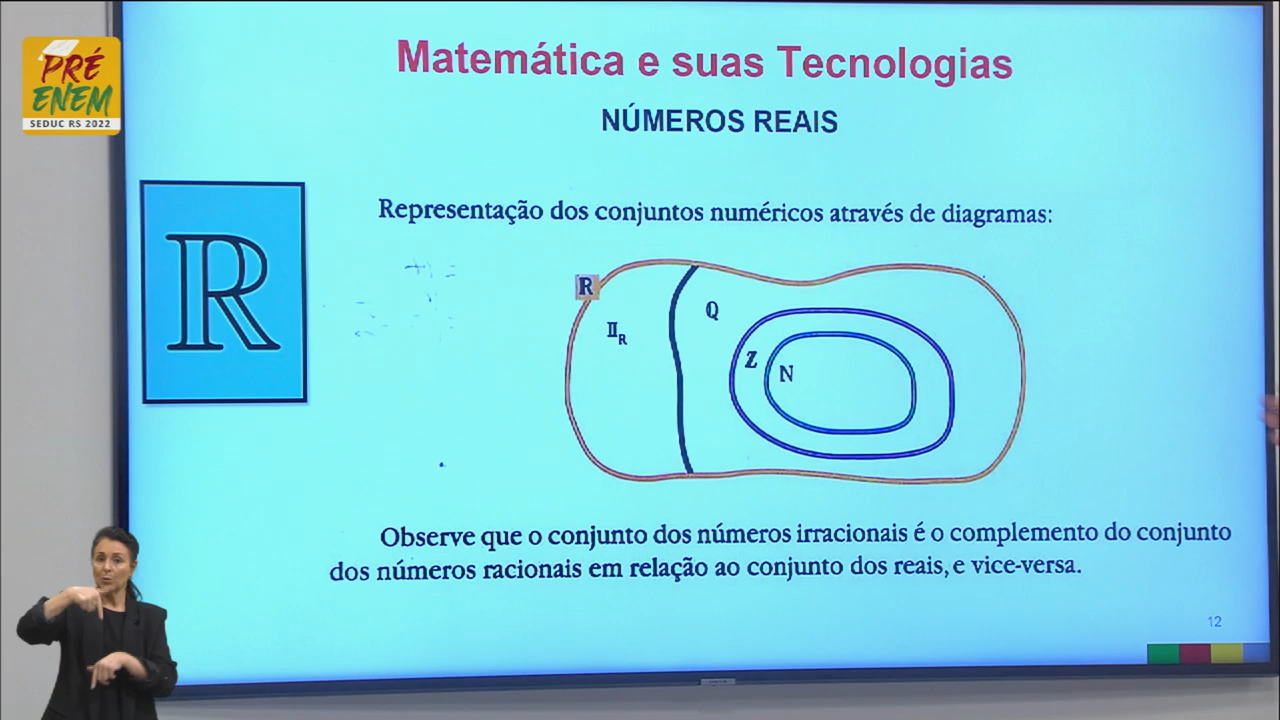 PRÉ
ENEM
SEDUC RS 2022
Matemática e suas Tecnologias
NÚMEROS REAIS
ℝ
Representação dos conjuntos numéricos através de diagramas:
R
Q
II_R
Z
N
Observe que o conjunto dos números irracionais é o complemento do conjunto
dos números racionais em relação ao conjunto dos reais, e vice-versa.
12